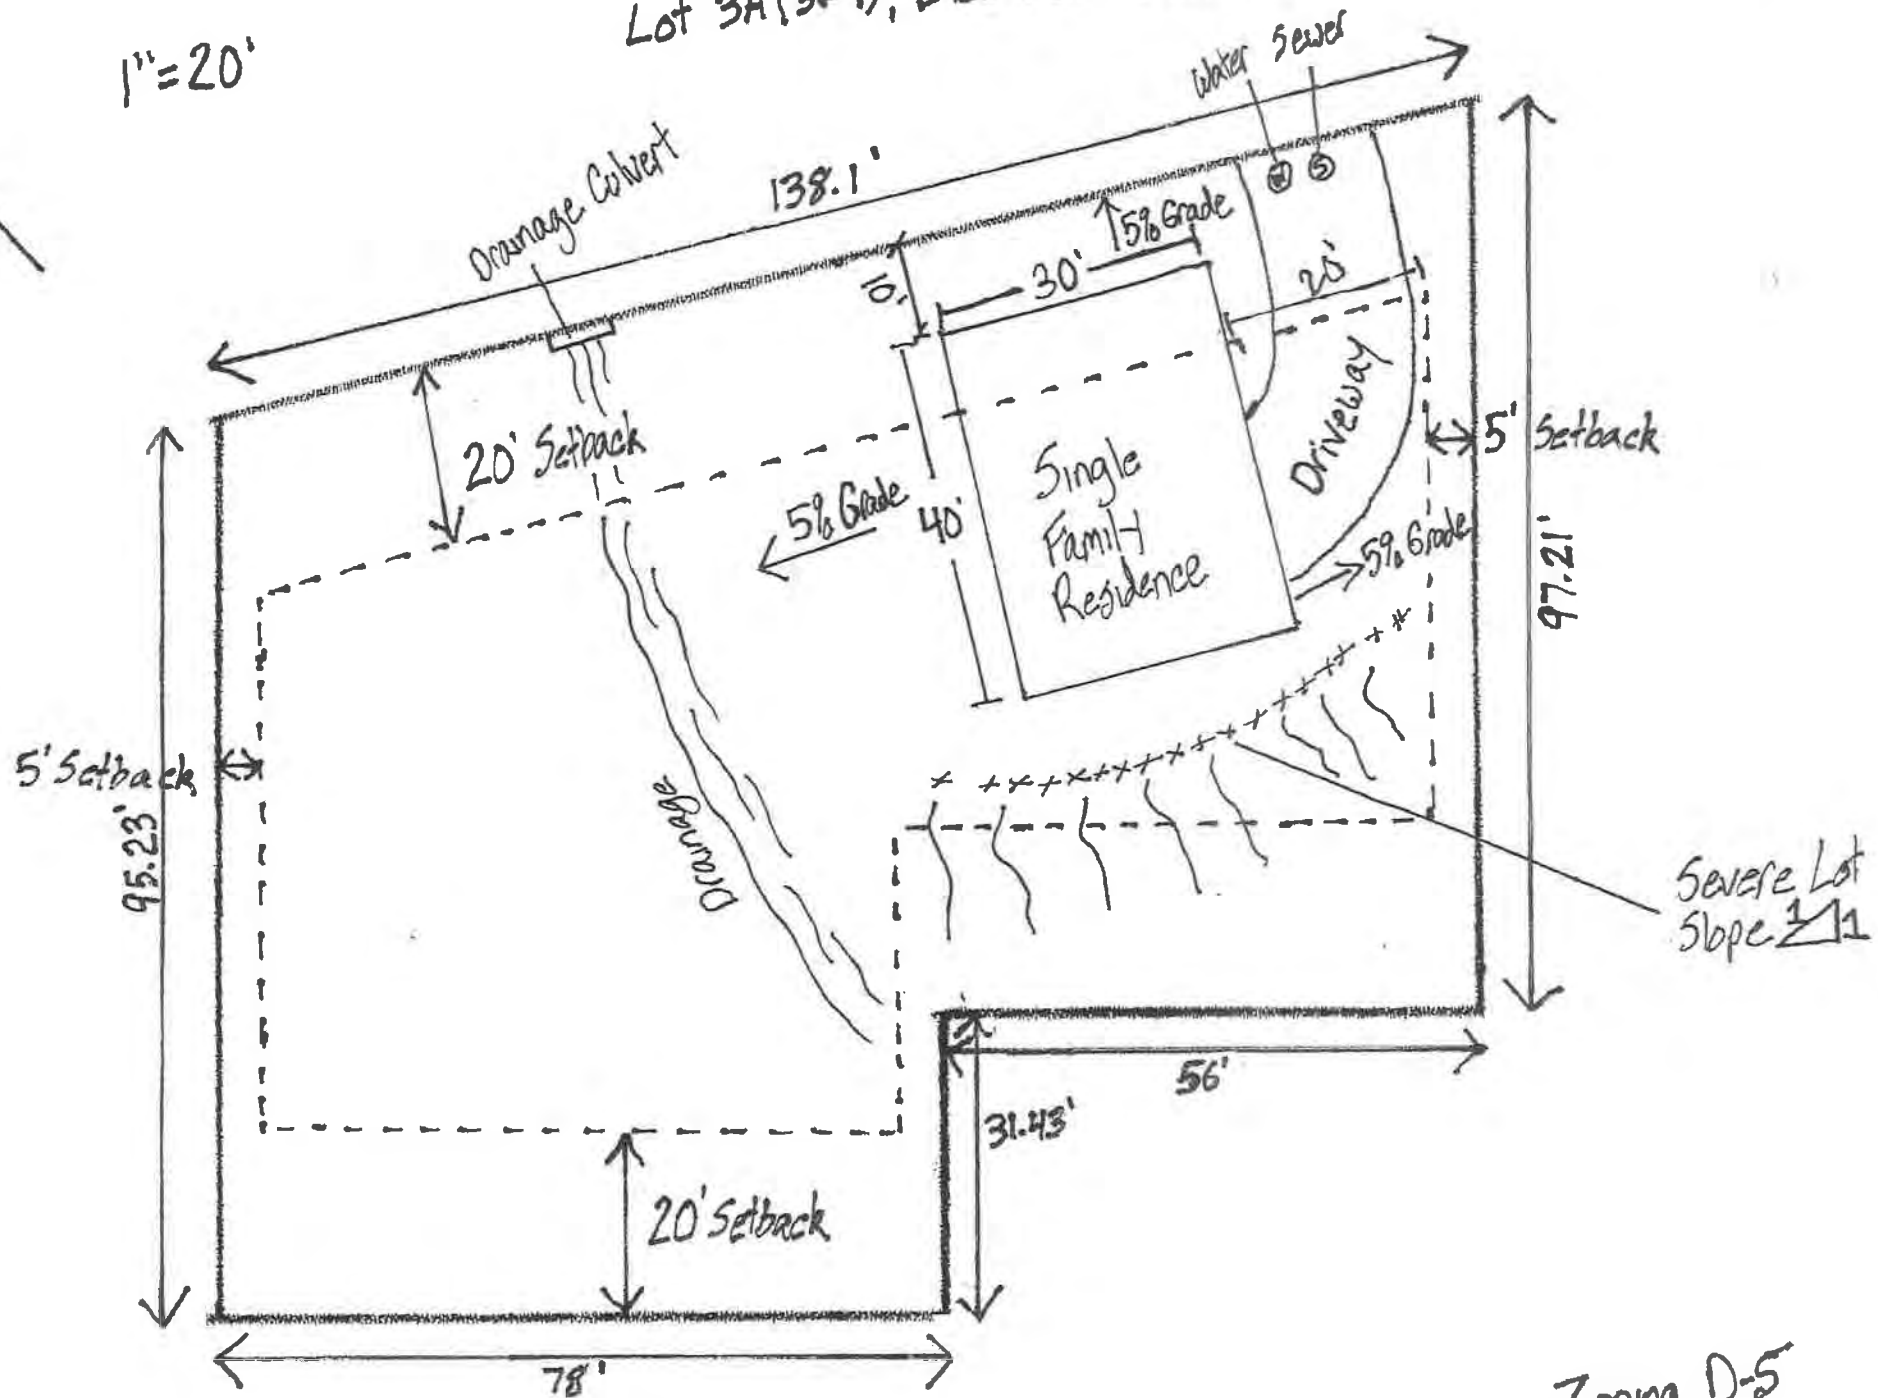 1"=20'
Lot 3A
Water
Sewer
Drainage Culvert
138.1'
5% Grade
10'
30'
20'
20' Setback
5% Grade
40'
Single
Family
Residence
Driveway
5' Setback
5% Grade
97.21'
5' Setback
95.23'
Drainage
Severe Lot
Slope 1 1
56'
31.43'
20' Setback
78'
Zoning D-5
W
S
5'